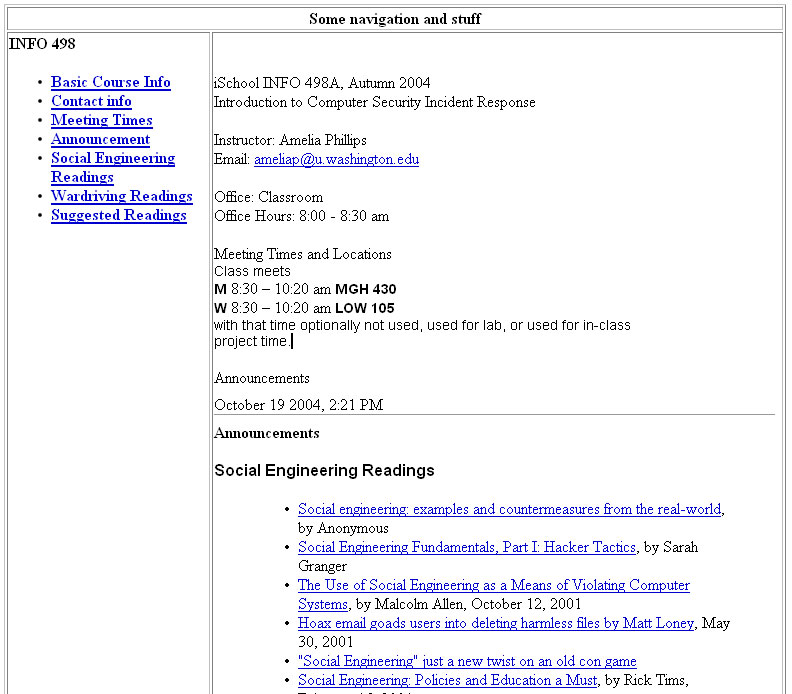 Some navigation and stuff
INFO 498
• Basic Course Info
• Contact info
• Meeting Times
• Announcement
• Social Engineering
Readings
• Wardriving Readings
• Suggested Readings
iSchool INFO 498A, Autumn 2004
Introduction to Computer Security Incident Response
Instructor: Amelia Phillips
Email: ameliap@u.washington.edu
Office: Classroom
Office Hours: 8:00 - 8:30 am
Meeting Times and Locations
Class meets
M 8:30 – 10:20 am MGH 430
W 8:30 – 10:20 am LOW 105
with that time optionally not used, used for lab, or used for in-class
project time.
Announcements
October 19 2004, 2:21 PM
Announcements
Social Engineering Readings
• Social engineering: examples and countermeasures from the real-world,
by Anonymous
• Social Engineering Fundamentals, Part I: Hacker Tactics, by Sarah
Granger
• The Use of Social Engineering as a Means of Violating Computer
Systems, by Malcolm Allen, October 12, 2001
• Hoax email goads users into deleting harmless files by Matt Loney, May
30, 2001
• "Social Engineering" just a new twist on an old con game
• Social Engineering: Policies and Education a Must, by Rick Tims,